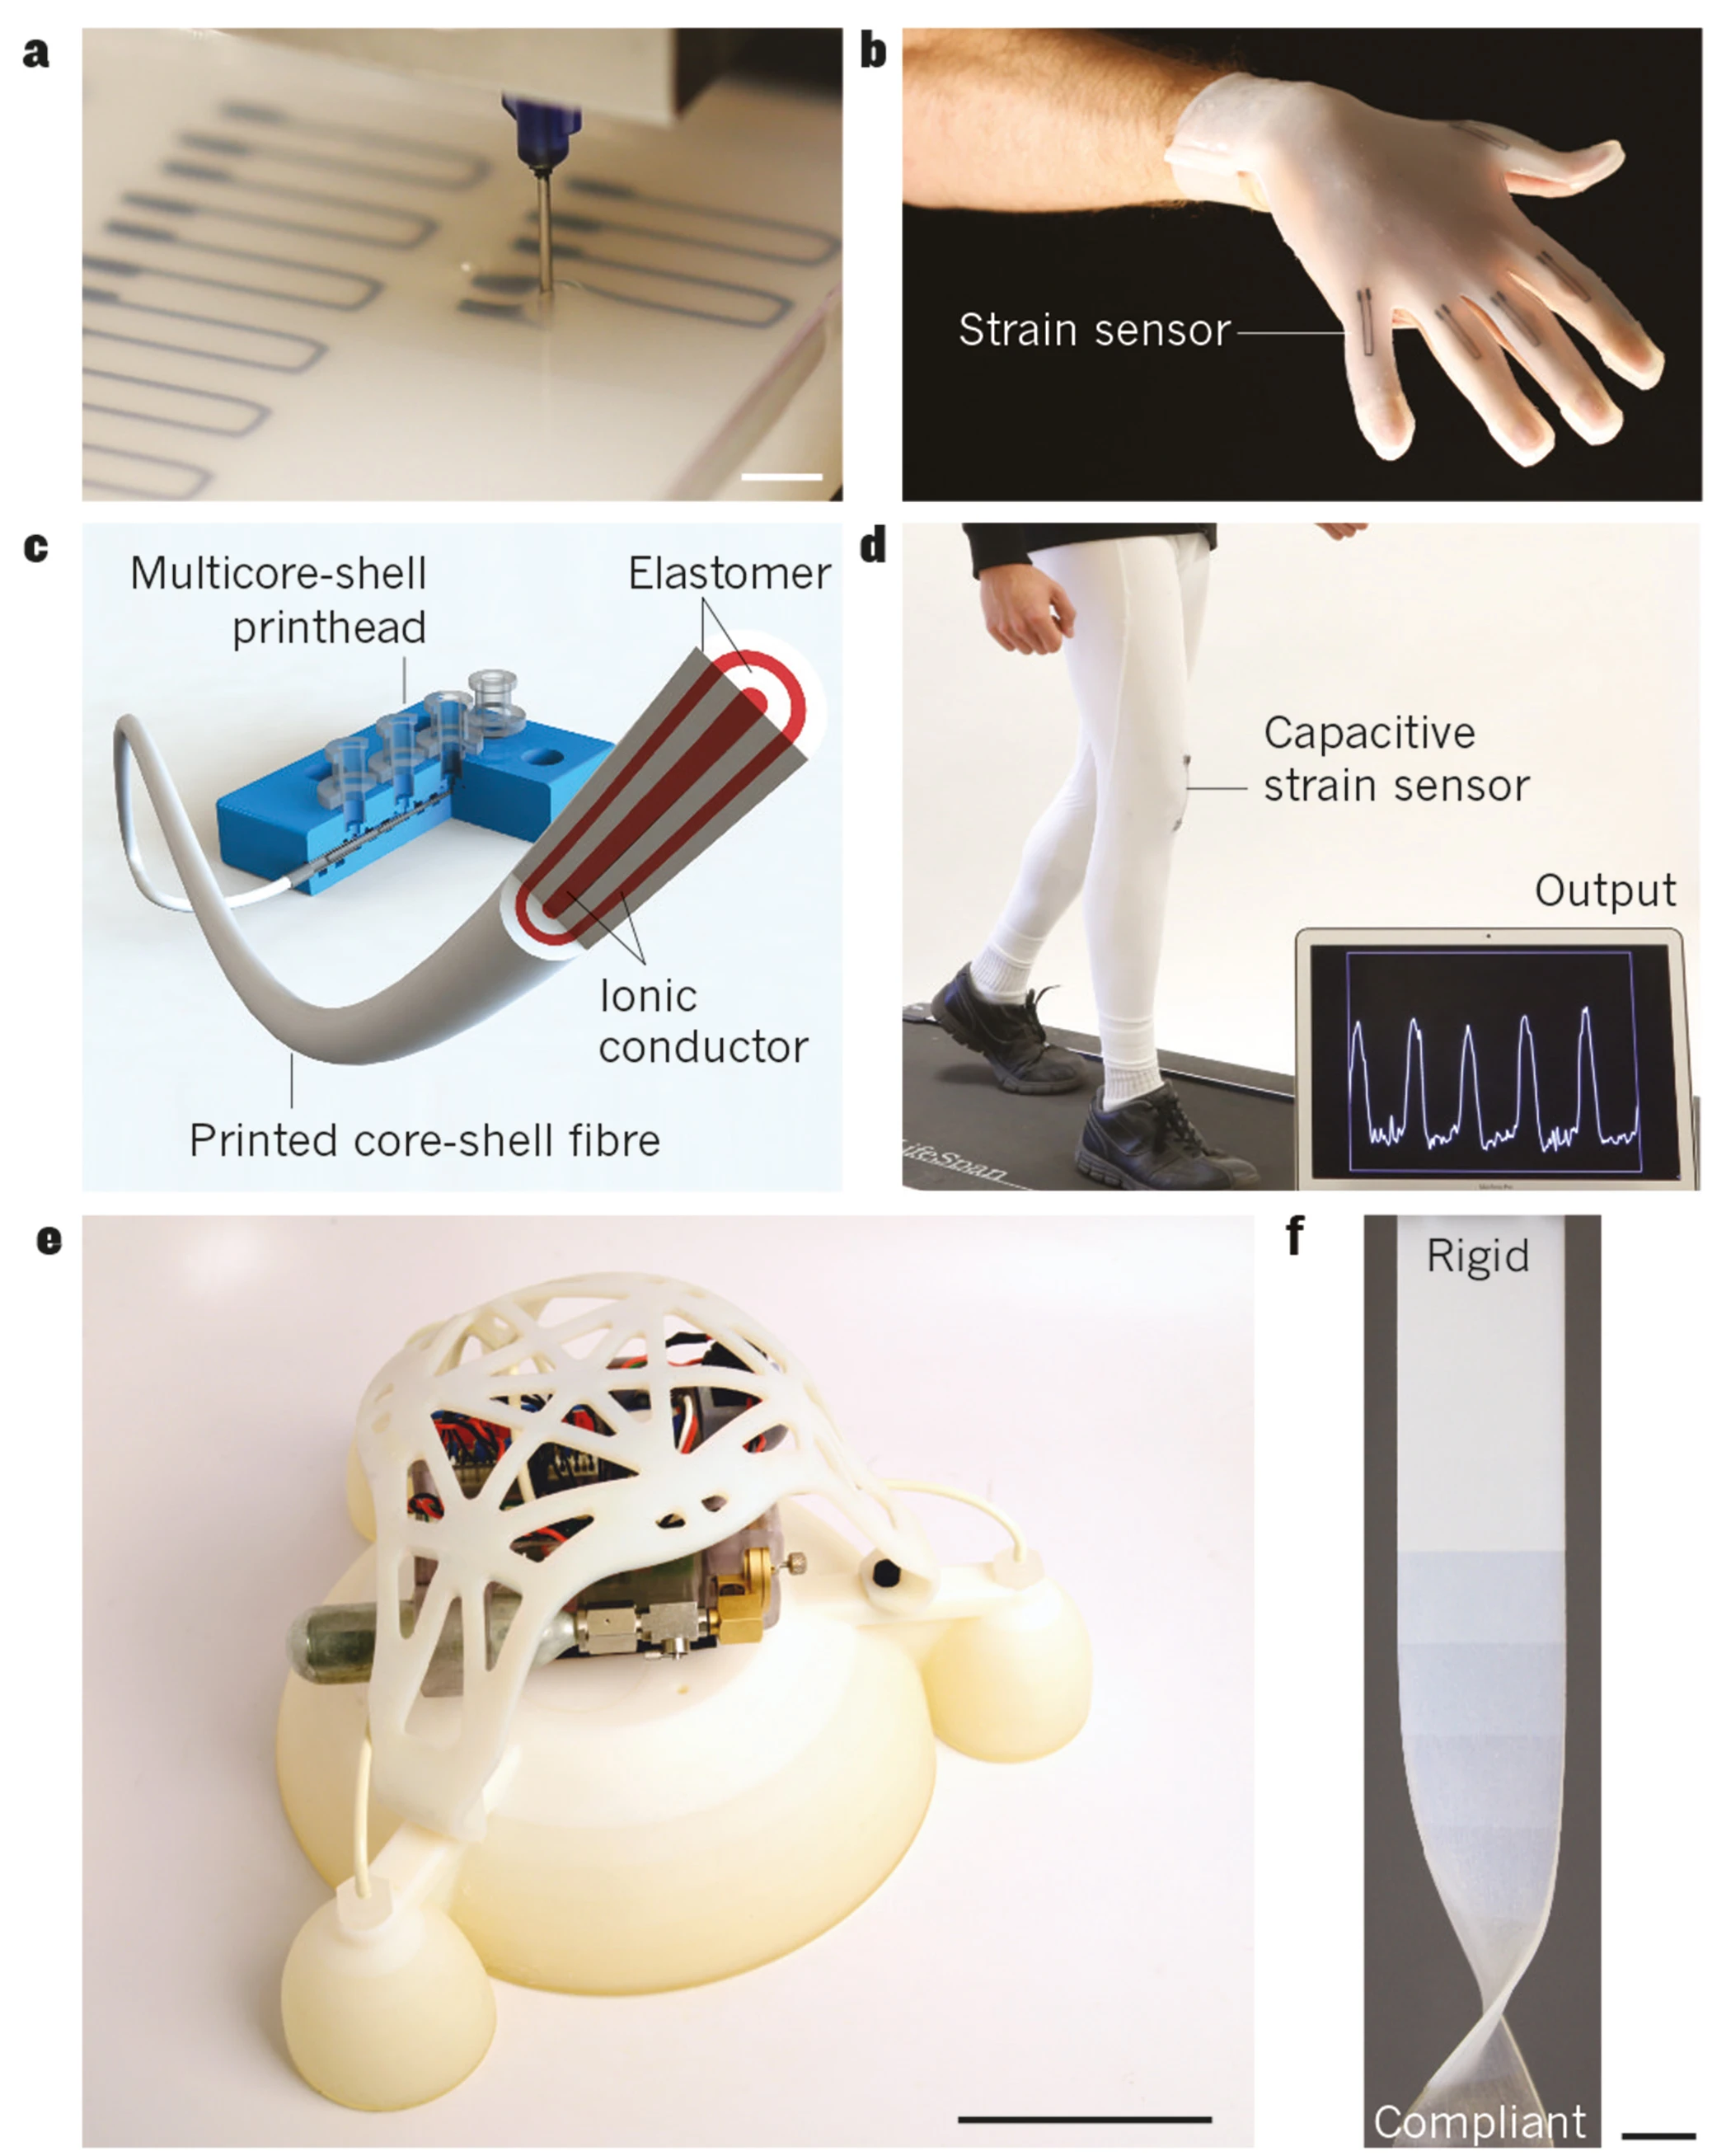 a
b
Strain sensor
c
Multicore-shell
printhead
Elastomer
Ionic
conductor
Printed core-shell fibre
d
Capacitive
strain sensor
Output
LifeSpan
e
f
Rigid
Compliant